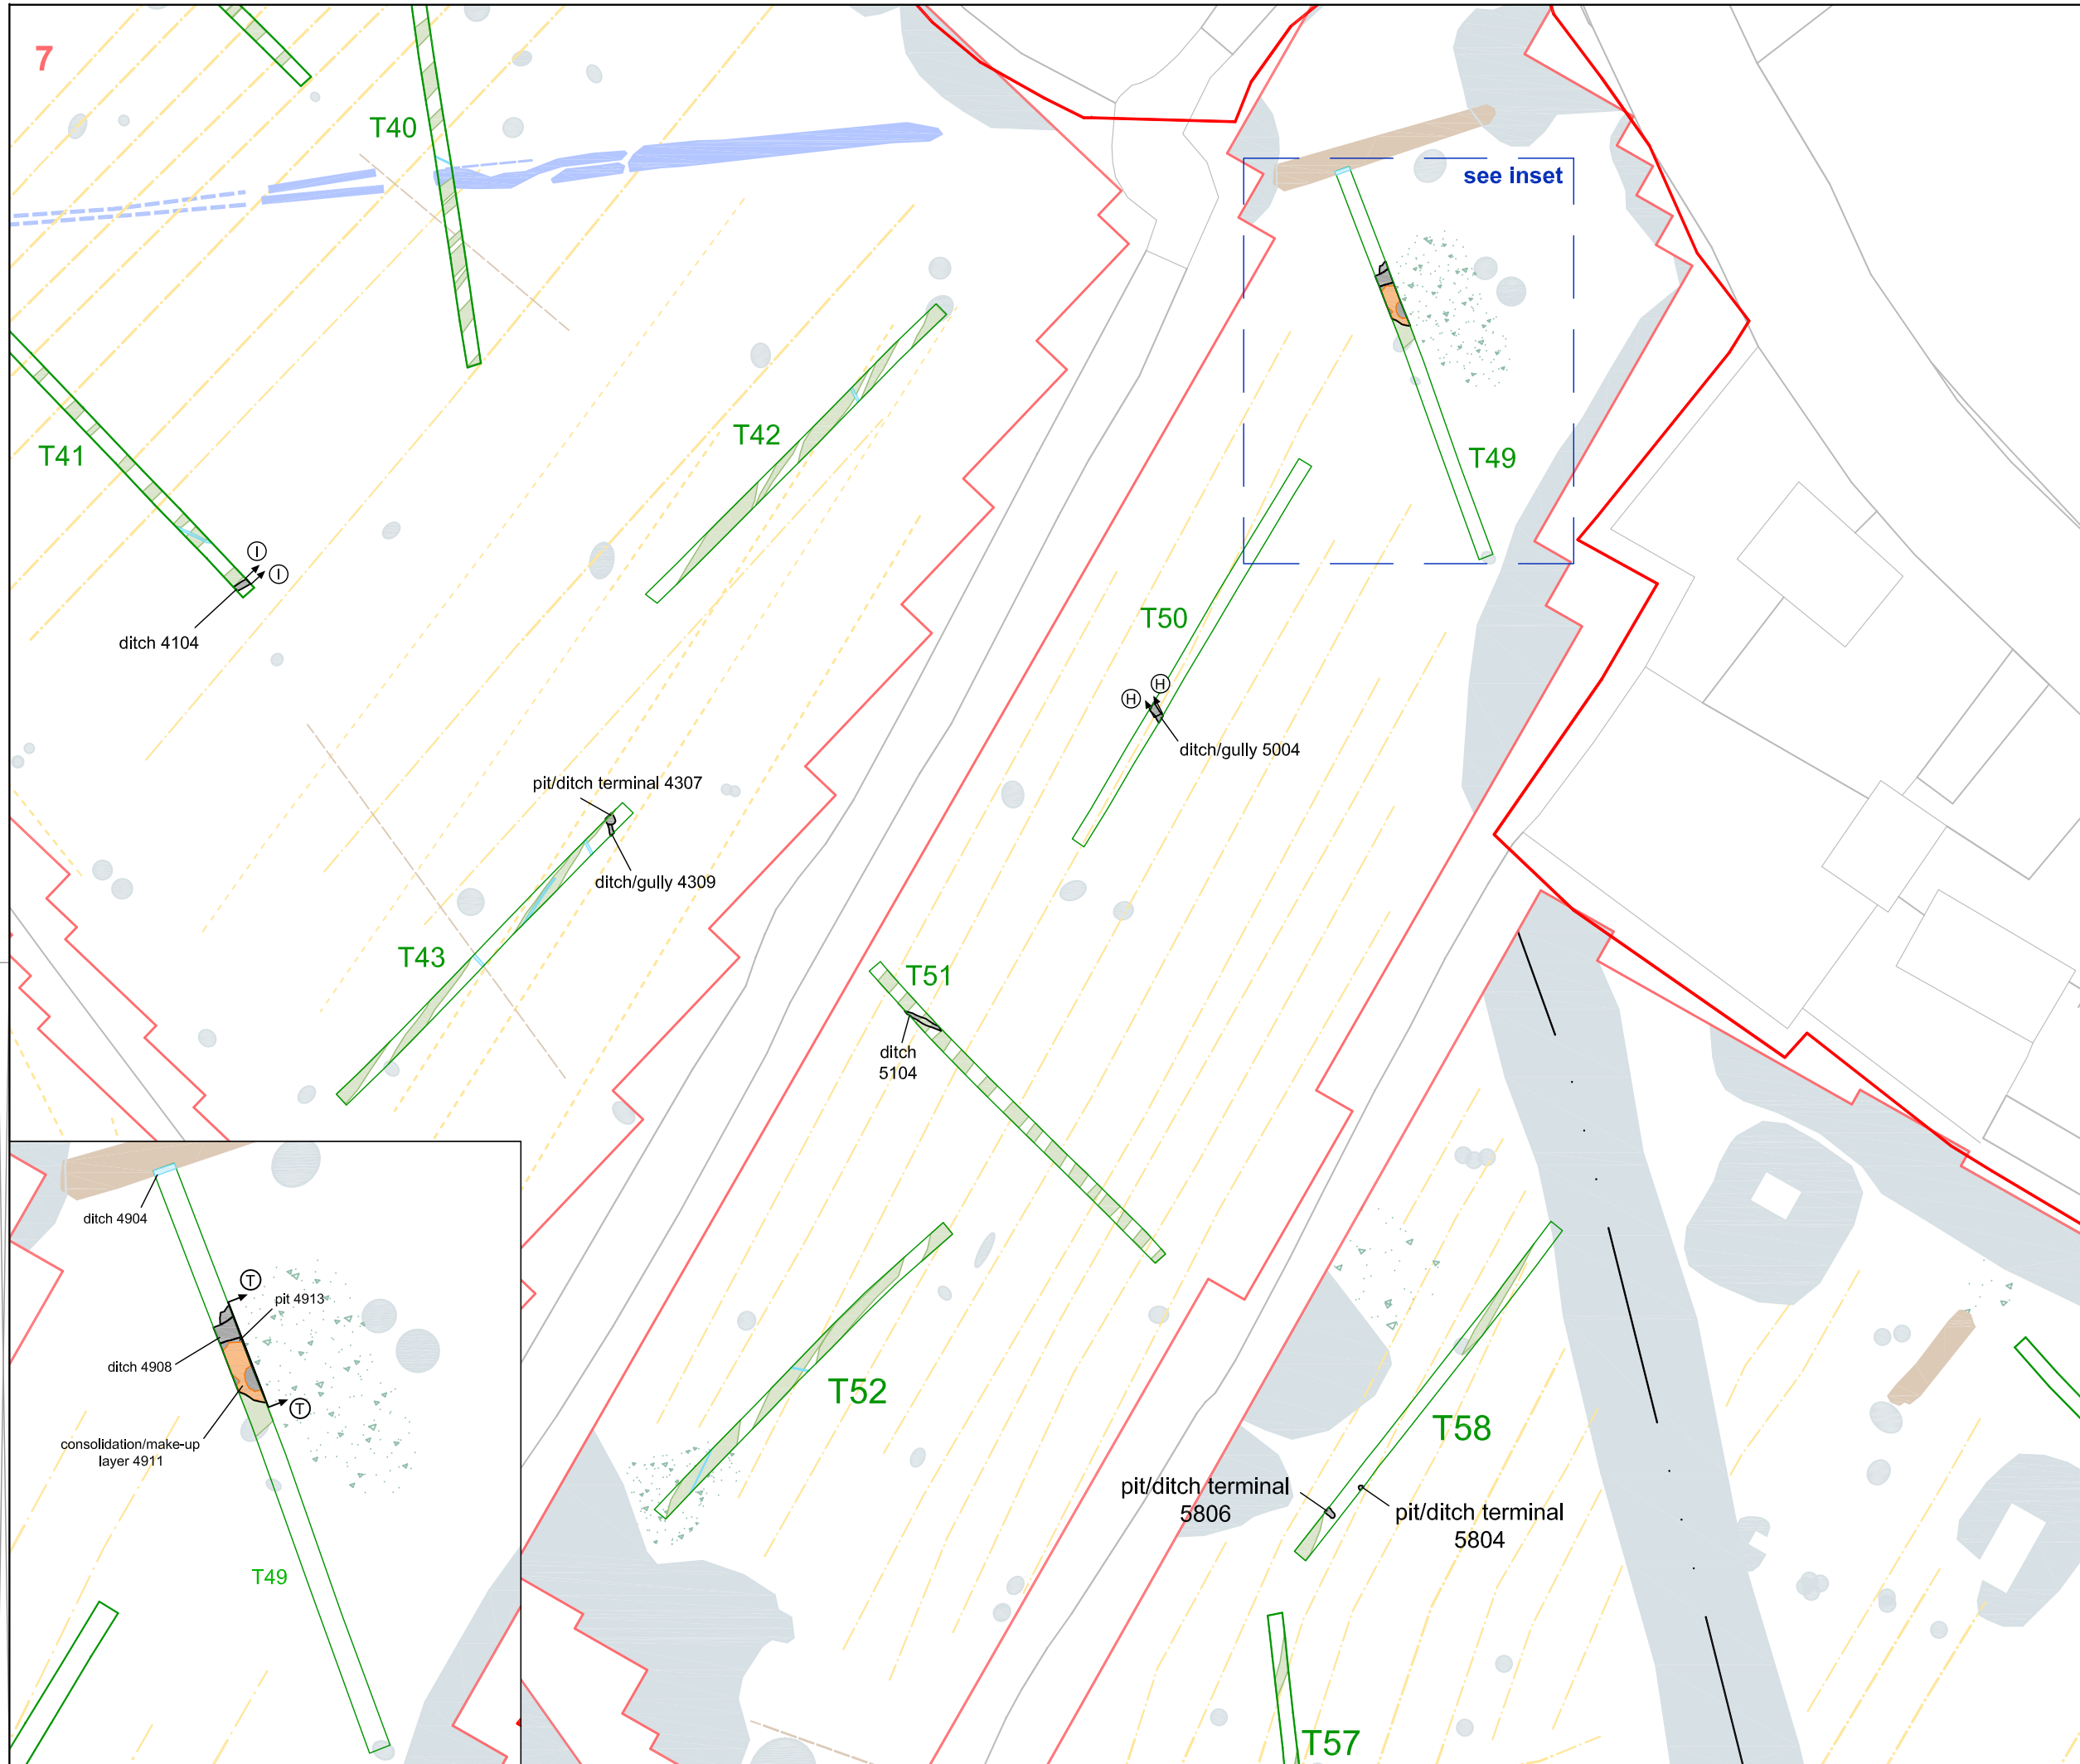 7
T40
see inset
T41
T42
T49
I
I
ditch 4104
T50
H
H
ditch/gully 5004
pit/ditch terminal 4307
ditch/gully 4309
T43
T51
ditch
5104
ditch 4904
T
pit 4913
ditch 4908
T
consolidation/make-up
layer 4911
T49
T52
T58
pit/ditch terminal
5806
pit/ditch terminal
5804
T57